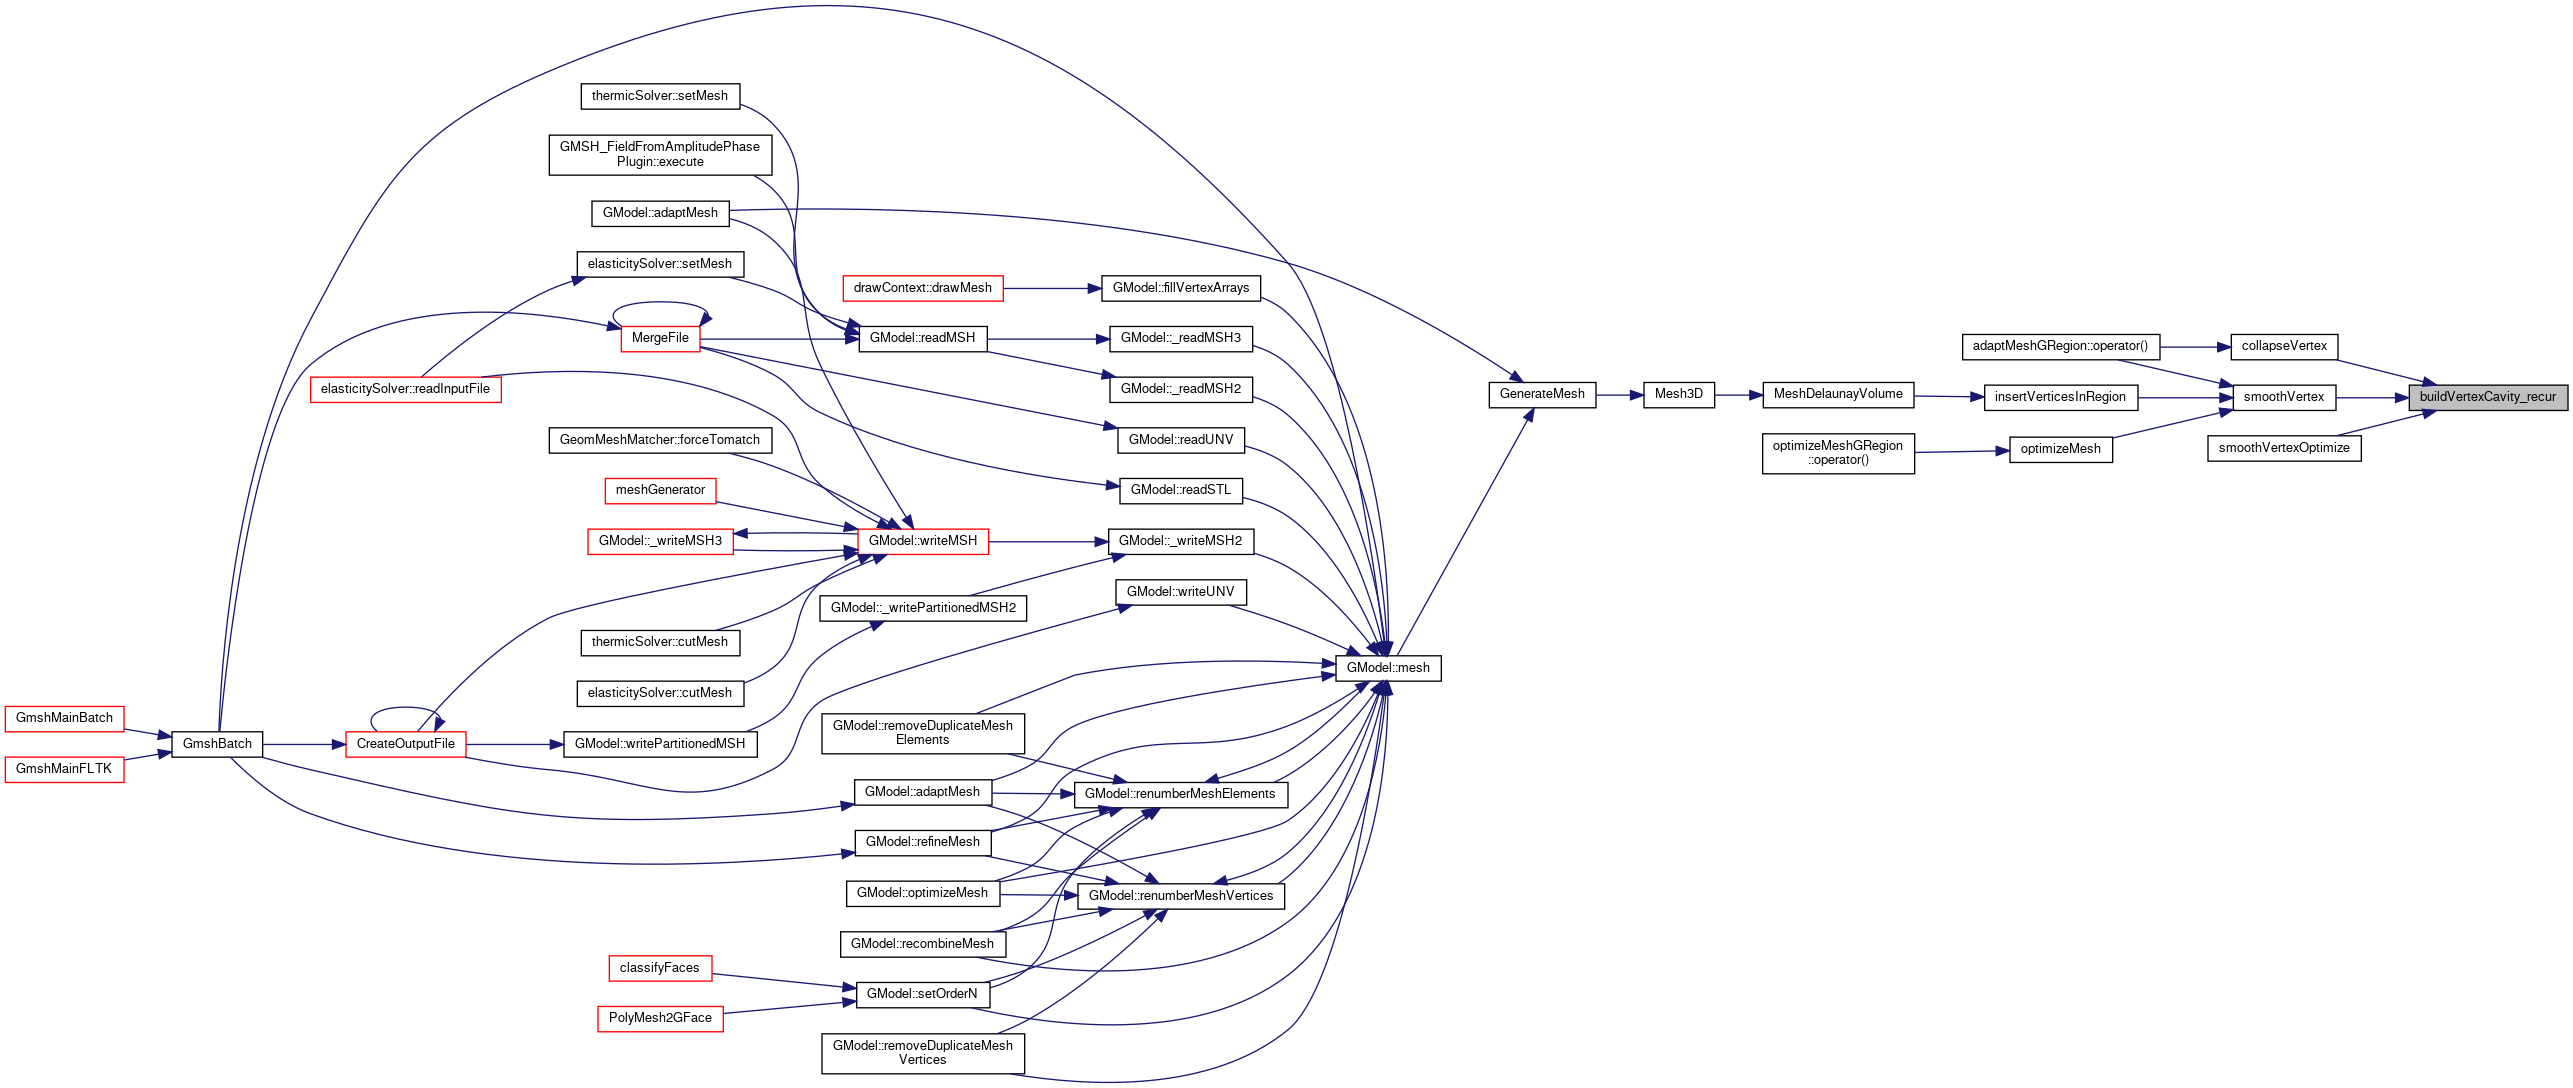 thermicSolver::setMesh
GMSH_FieldFromAmplitudePhase
Plugin::execute
GModel::adaptMesh
elasticitySolver::setMesh
drawContext::drawMesh
GModel::fillVertexArrays
MergeFile
GModel::readMSH
GModel::_readMSH3
adaptMeshGRegion::operator()
collapseVertex
elasticitySolver::readInputFile
GModel::_readMSH2
GenerateMesh
Mesh3D
MeshDelaunayVolume
insertVerticesInRegion
smoothVertex
buildVertexCavity_recur
GeomMeshMatcher::forceTomatch
GModel::readUNV
optimizeMeshGRegion
::operator()
optimizeMesh
smoothVertexOptimize
meshGenerator
GModel::readSTL
GModel::_writeMSH3
GModel::writeMSH
GModel::_writeMSH2
GModel::writeUNV
GModel::_writePartitionedMSH2
thermicSolver::cutMesh
GModel::mesh
elasticitySolver::cutMesh
GmshMainBatch
GModel::removeDuplicateMesh
Elements
GmshBatch
CreateOutputFile
GModel::writePartitionedMSH
GmshMainFLTK
GModel::adaptMesh
GModel::renumberMeshElements
GModel::refineMesh
GModel::optimizeMesh
GModel::renumberMeshVertices
GModel::recombineMesh
classifyFaces
GModel::setOrderN
PolyMesh2GFace
GModel::removeDuplicateMesh
Vertices